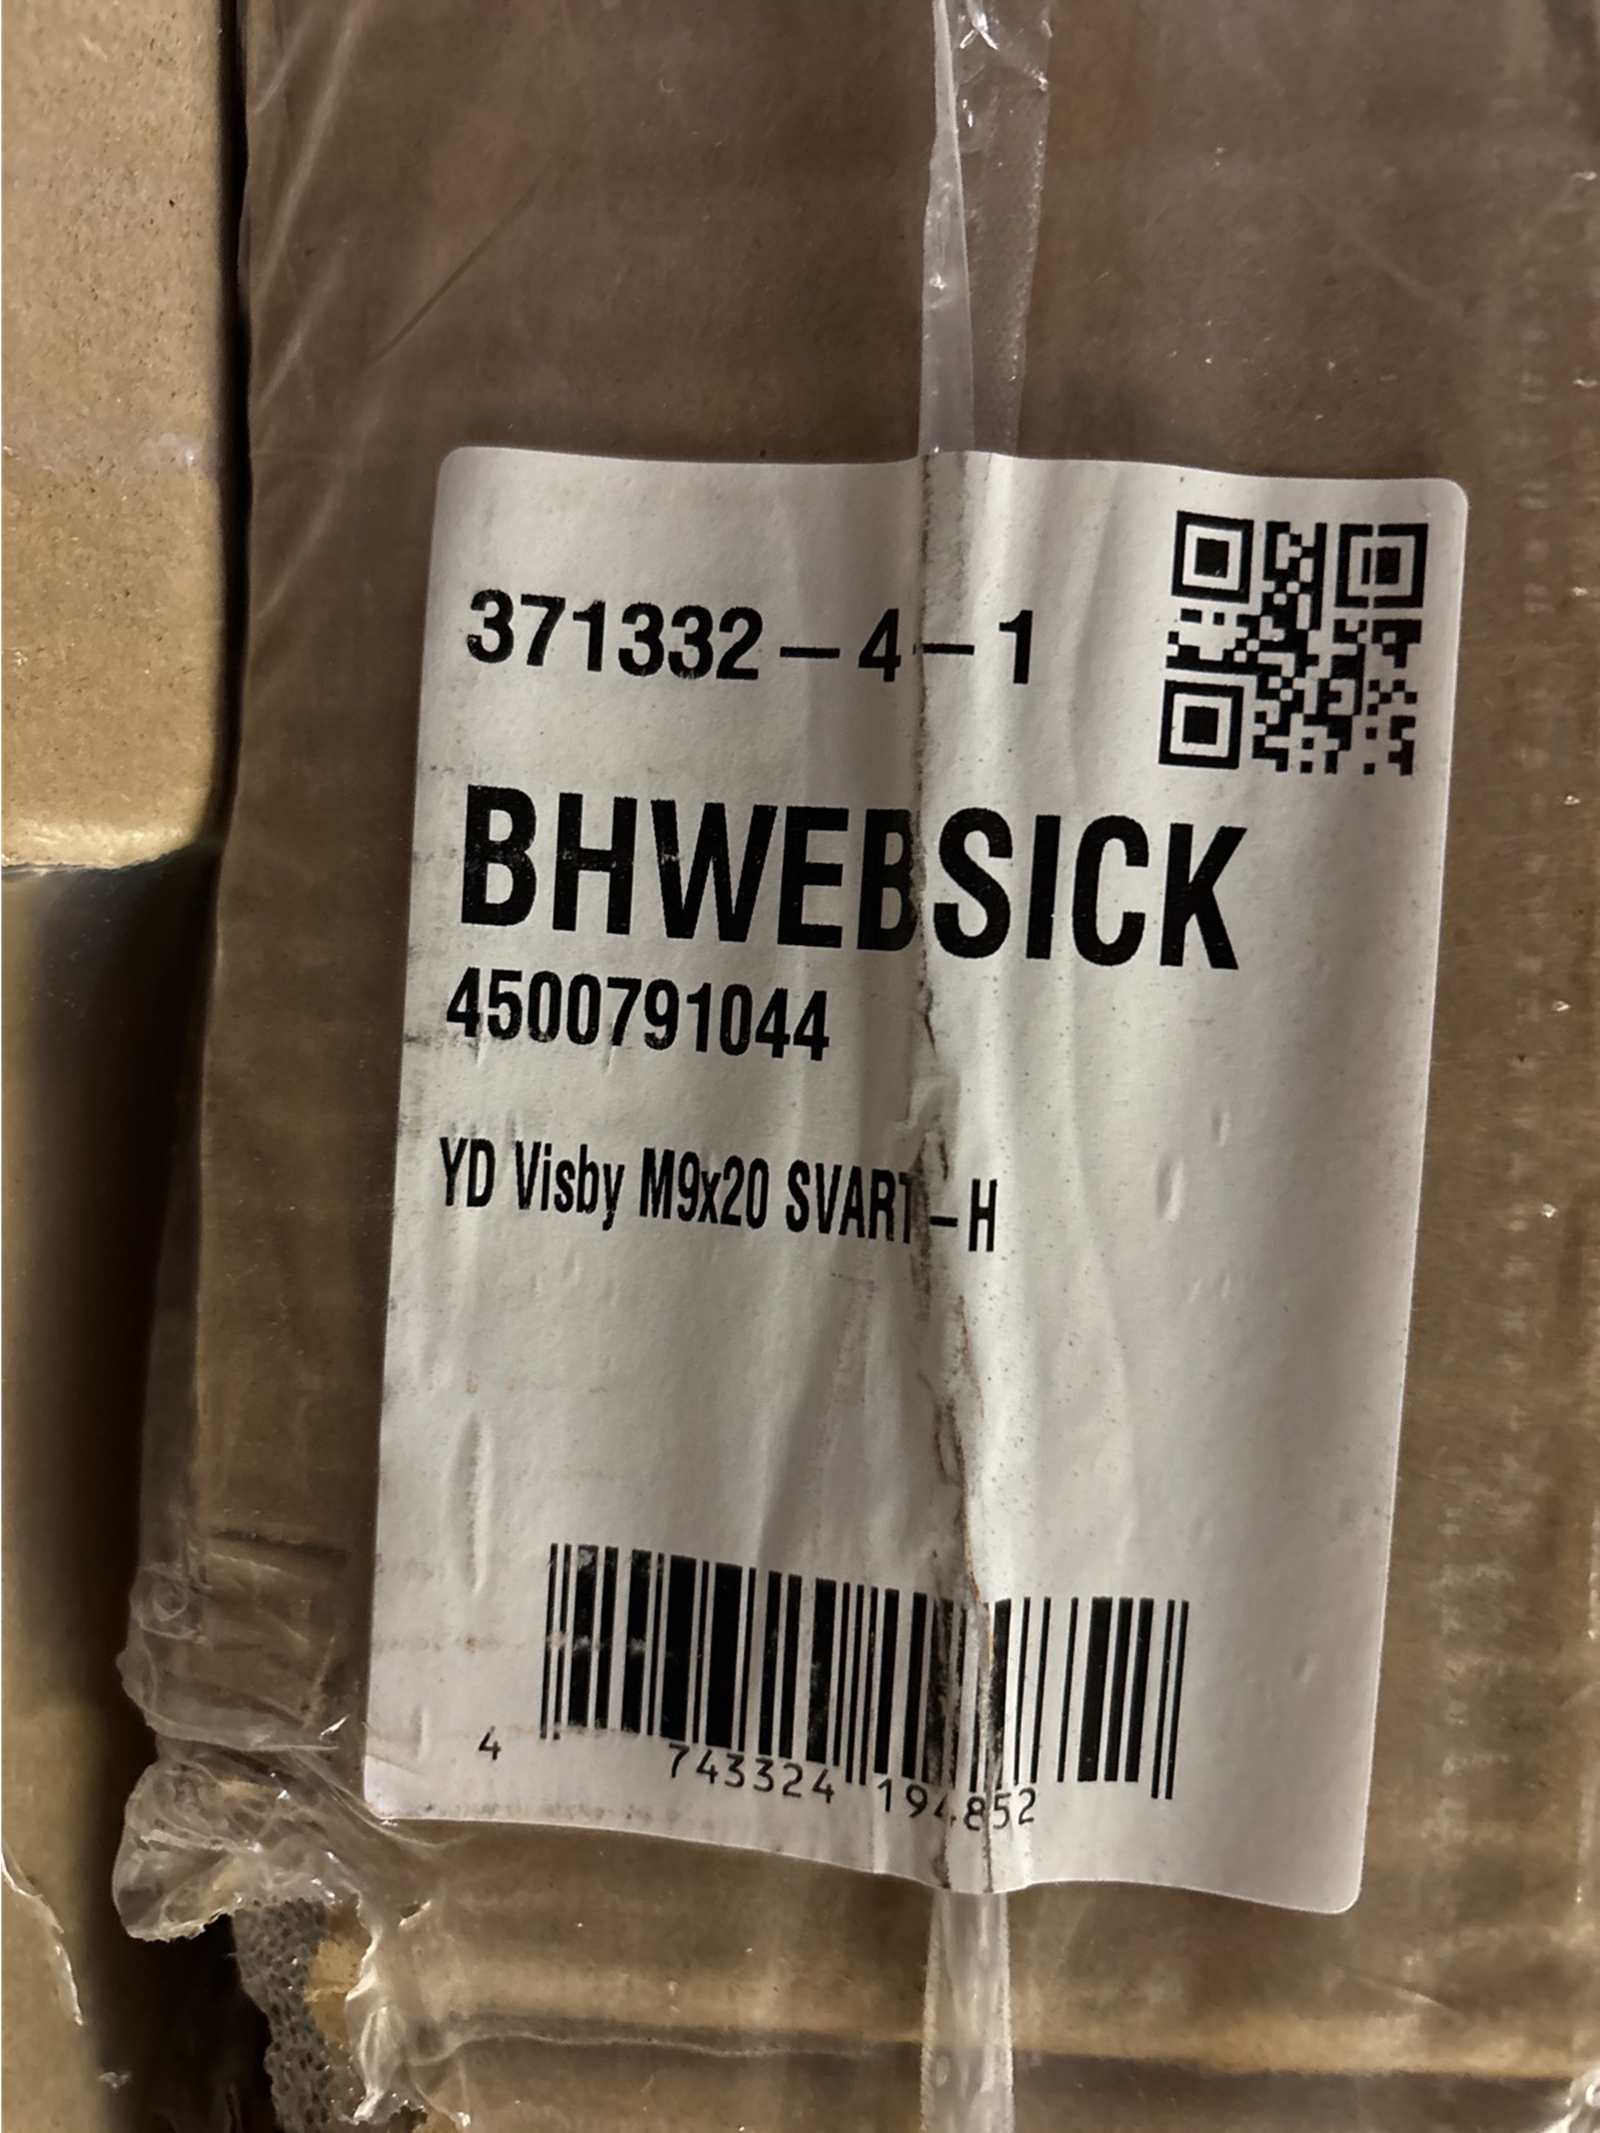 371332-4-1
BHWEBSICK
4500791044
YD Visby M9x20 SVART-H
4 743324 194852